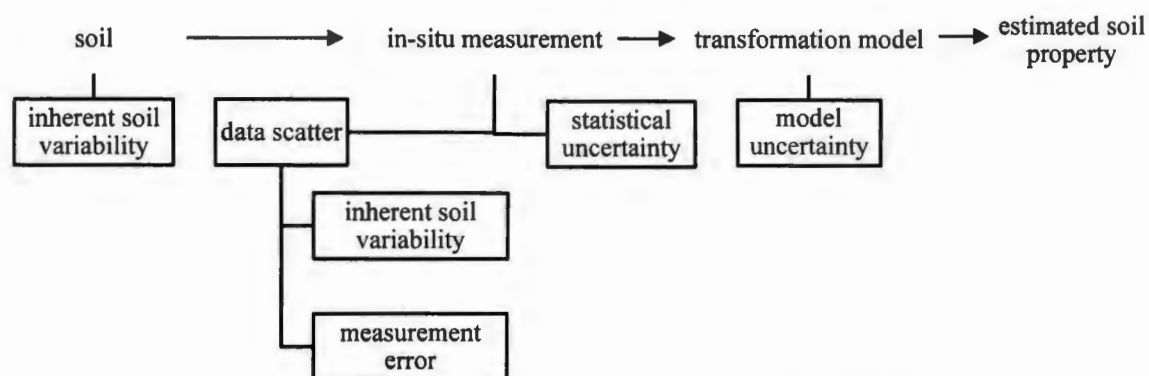 soil
in-situ measurement
transformation model
estimated soil
property
inherent soil
variability
data scatter
statistical
uncertainty
model
uncertainty
inherent soil
variability
measurement
error